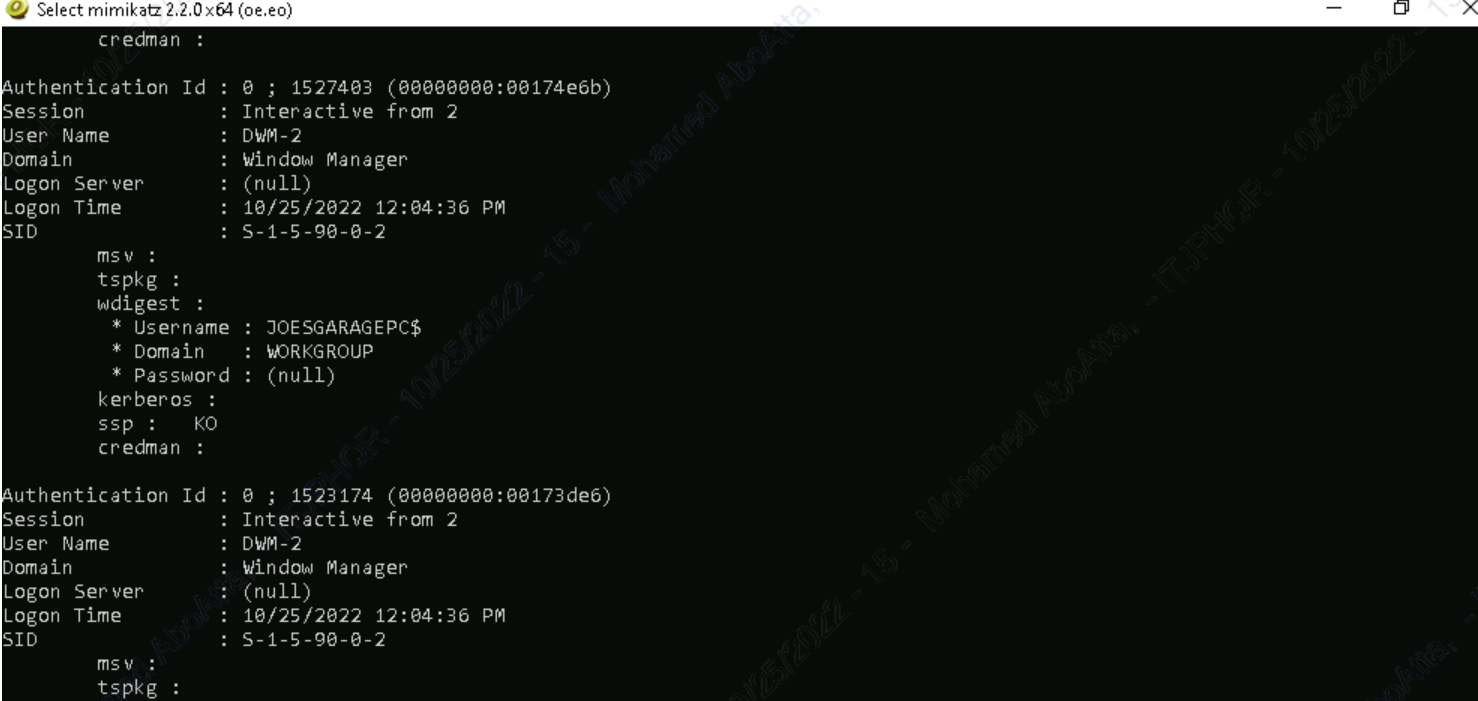 Select mimikatz 2.2.0 x64 (oe.eo)
credman :
Authentication Id : 0 ; 1527403 (00000000:00174e6b)
Session : Interactive from 2
User Name : DWM-2
Domain : Window Manager
Logon Server : (null)
Logon Time : 10/25/2022 12:04:36 PM
SID : S-1-5-90-0-2
msv :
tspkg :
wdigest :
* Username : JOESGARAGEPC$
* Domain : WORKGROUP
* Password : (null)
kerberos :
ssp : KO
credman :
Authentication Id : 0 ; 1523174 (00000000:00173de6)
Session : Interactive from 2
User Name : DWM-2
Domain : Window Manager
Logon Server : (null)
Logon Time : 10/25/2022 12:04:36 PM
SID : S-1-5-90-0-2
msv :
tspkg :